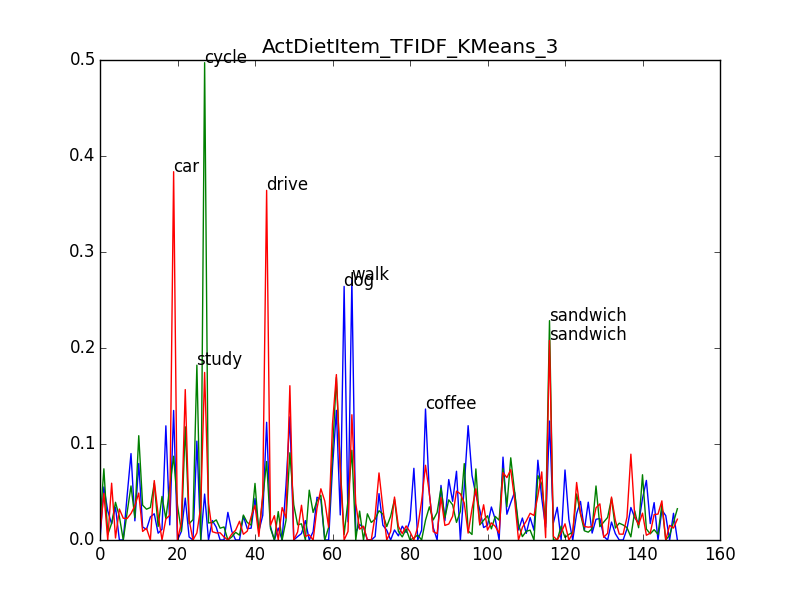 ActDietItem_TFIDF_KMeans_3
0.5
cycle
0.4
car
drive
0.3
walk
dog
sandwich
0.2
sandwich
study
coffee
0.1
0.0
0 20 40 60 80 100 120 140 160